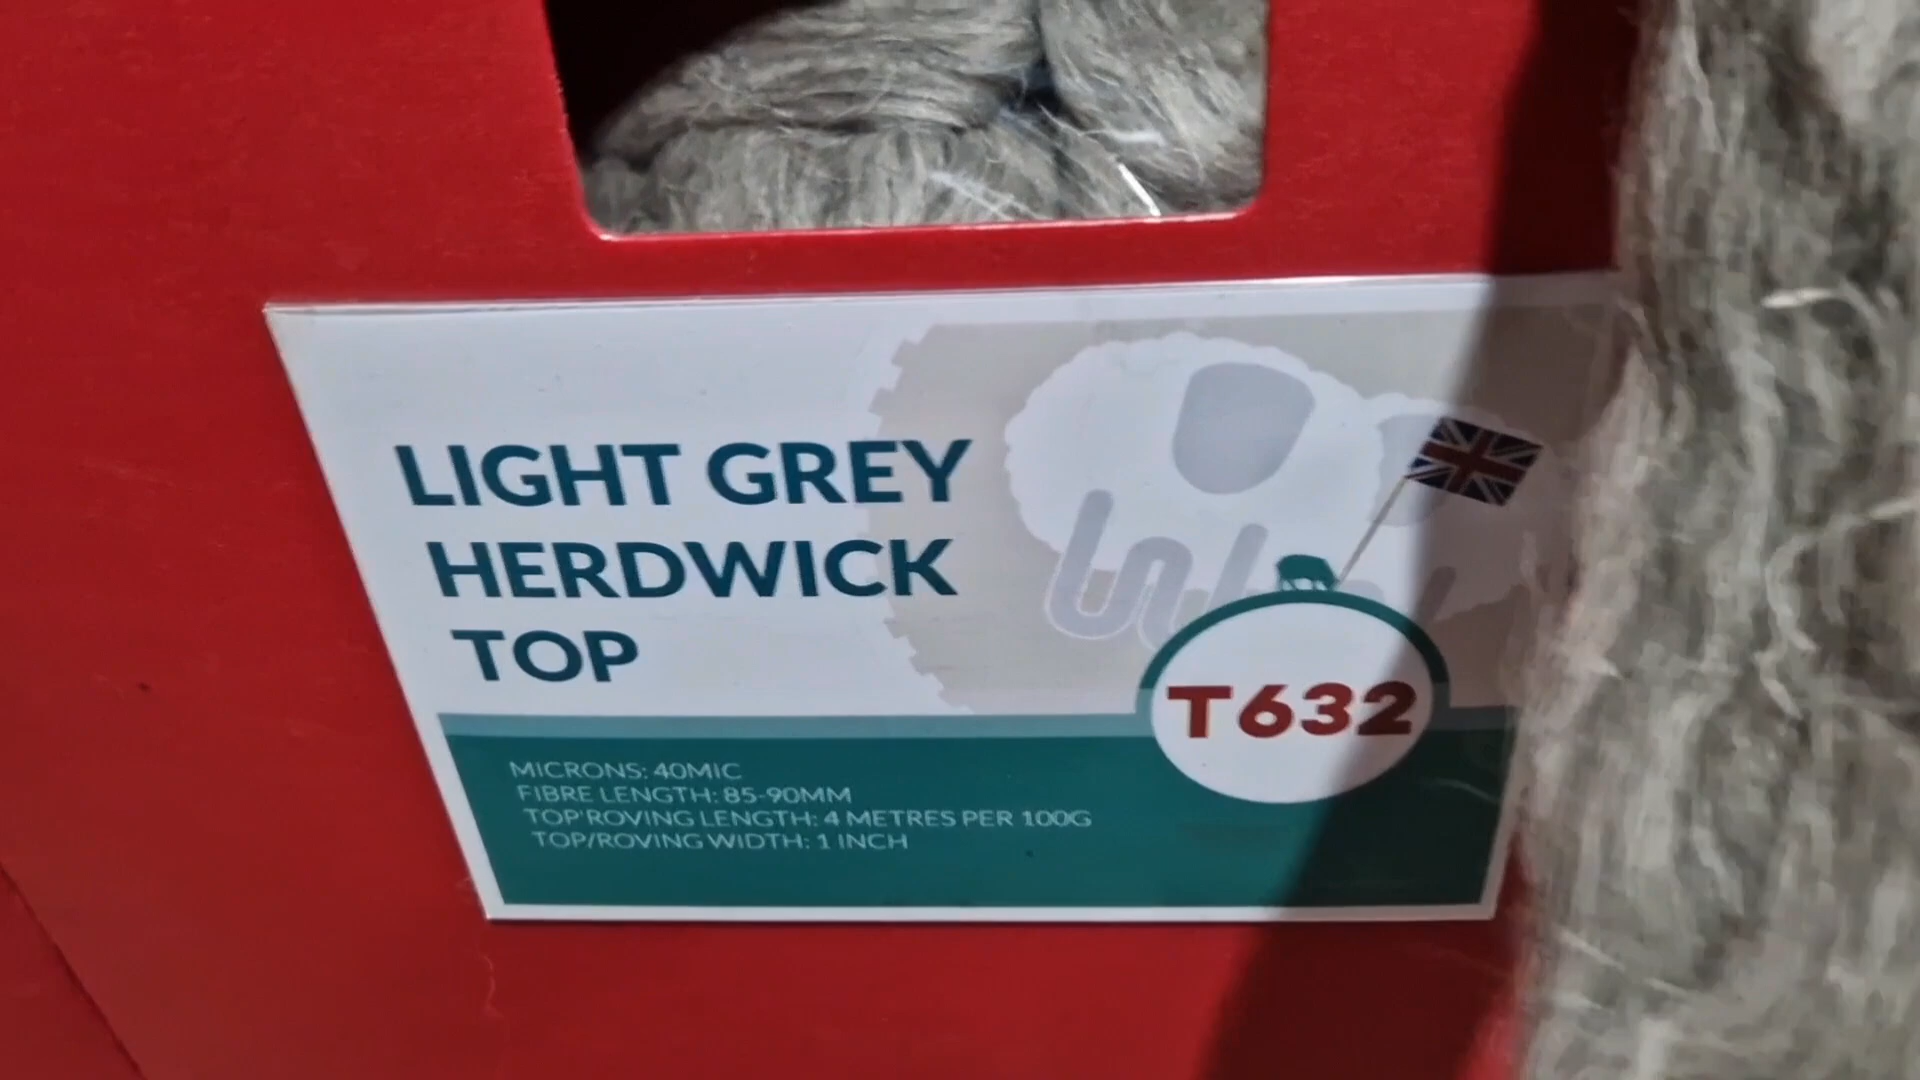 LIGHT GREY
HERDWICK
TOP
T632
MICRONS: 40MIC
FIBRE LENGTH: 85-90MM
TOP'ROVING LENGTH: 4 METRES PER 100G
TOP/ROVING WIDTH: 1 INCH